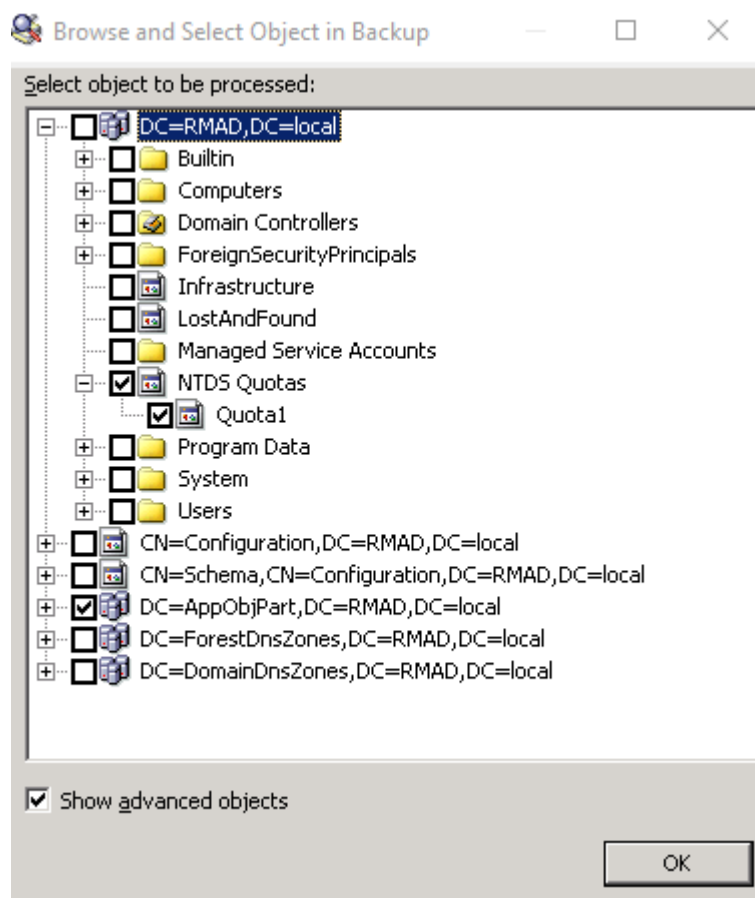 Browse and Select Object in Backup
Select object to be processed:
DC=RMAD,DC=local
Builtin
Computers
Domain Controllers
ForeignSecurityPrincipals
Infrastructure
LostAndFound
Managed Service Accounts
NTDS Quotas
Quota1
Program Data
System
Users
CN=Configuration,DC=RMAD,DC=local
CN=Schema,CN=Configuration,DC=RMAD,DC=local
DC=AppObjPart,DC=RMAD,DC=local
DC=ForestDnsZones,DC=RMAD,DC=local
DC=DomainDnsZones,DC=RMAD,DC=local
Show advanced objects
OK